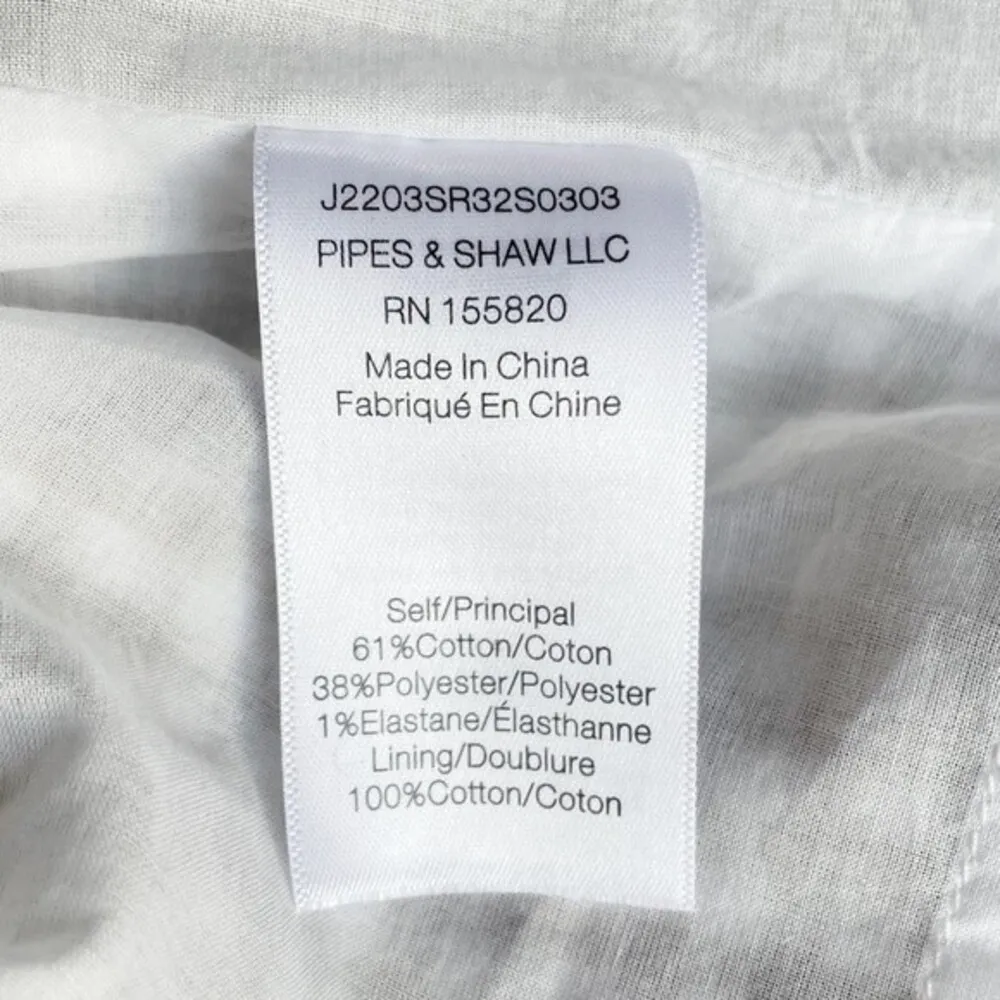 J2203SR32S0303
PIPES & SHAW LLC
RN 155820
Made In China
Fabriqué En Chine
Self/Principal
61%Cotton/Coton
38%Polyester/Polyester
1%Elastane/Élasthanne
Lining/Doublure
100%Cotton/Coton